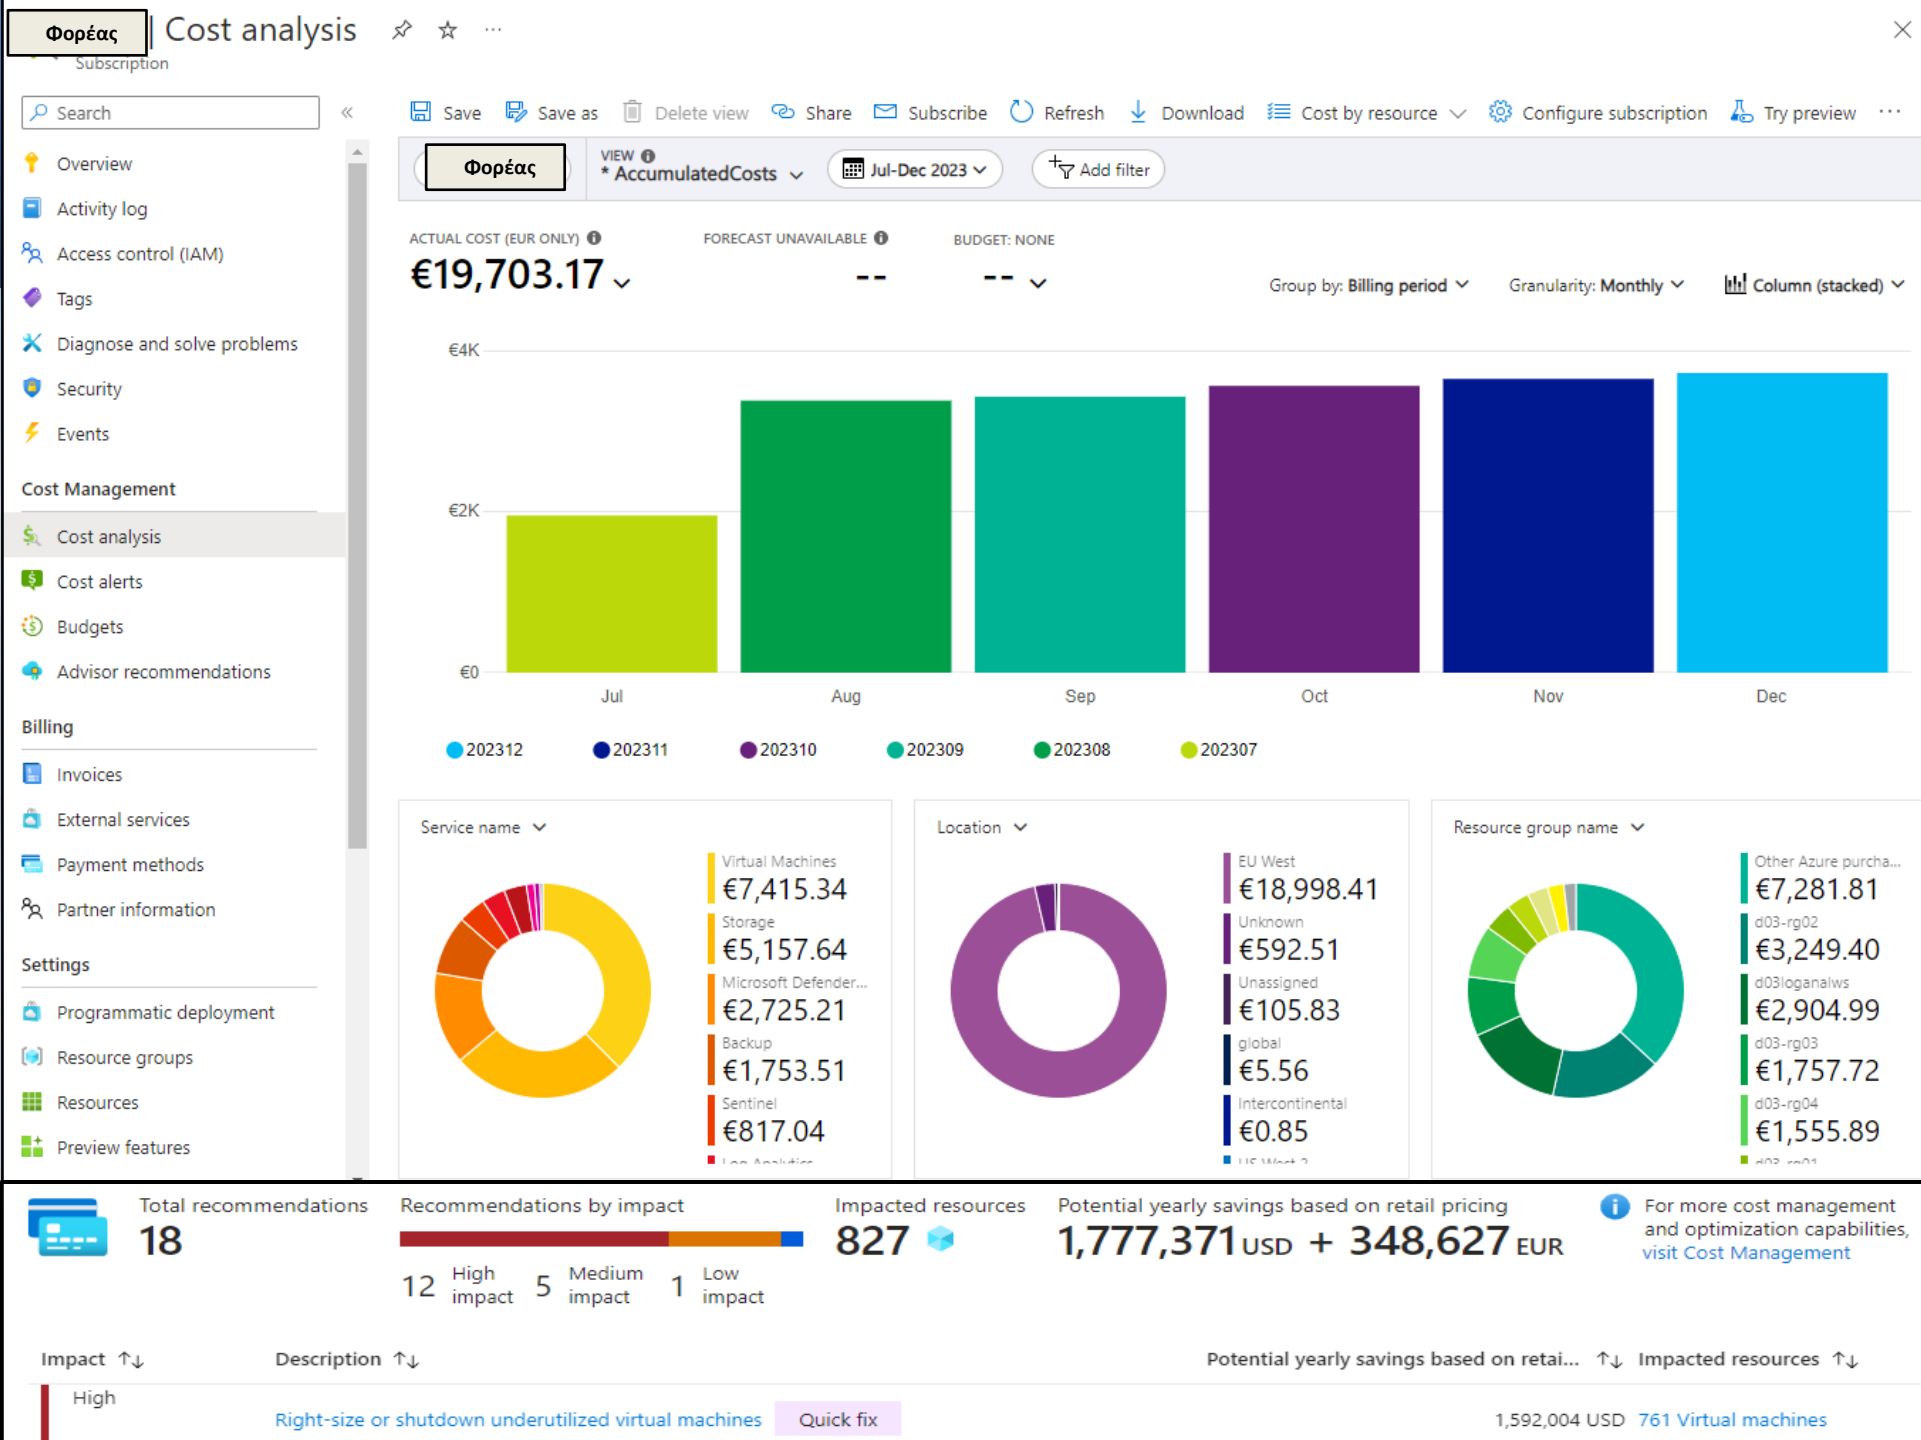 Φορέας | Cost analysis
Subscription
Search
Save Save as Delete view Share Subscribe Refresh Download Cost by resource Configure subscription Try preview
Overview
Activity log
Access control (IAM)
Tags
Diagnose and solve problems
Security
Events
Cost Management
Cost analysis
Cost alerts
Budgets
Advisor recommendations
Billing
Invoices
External services
Payment methods
Partner information
Settings
Programmatic deployment
Resource groups
Resources
Preview features
Φορέας
VIEW
* AccumulatedCosts
Jul-Dec 2023
Add filter
ACTUAL COST (EUR ONLY)
€19,703.17
FORECAST UNAVAILABLE
--
BUDGET: NONE
--
Group by: Billing period Granularity: Monthly Column (stacked)
€4K
€2K
€0
Jul Aug Sep Oct Nov Dec
202312 202311 202310 202309 202308 202307
Service name
Virtual Machines
€7,415.34
Storage
€5,157.64
Microsoft Defender...
€2,725.21
Backup
€1,753.51
Sentinel
€817.04
Log Analytics
Location
EU West
€18,998.41
Unknown
€592.51
Unassigned
€105.83
global
€5.56
Intercontinental
€0.85
US West 2
Resource group name
Other Azure purcha...
€7,281.81
d03-rg02
€3,249.40
d03loganalws
€2,904.99
d03-rg03
€1,757.72
d03-rg04
€1,555.89
d03-rg01
Total recommendations
18
Recommendations by impact
12 High impact 5 Medium impact 1 Low impact
Impacted resources
827
Potential yearly savings based on retail pricing
1,777,371 USD + 348,627 EUR
For more cost management
and optimization capabilities,
visit Cost Management
Impact Description Potential yearly savings based on retai... Impacted resources
High
Right-size or shutdown underutilized virtual machines Quick fix 1,592,004 USD 761 Virtual machines